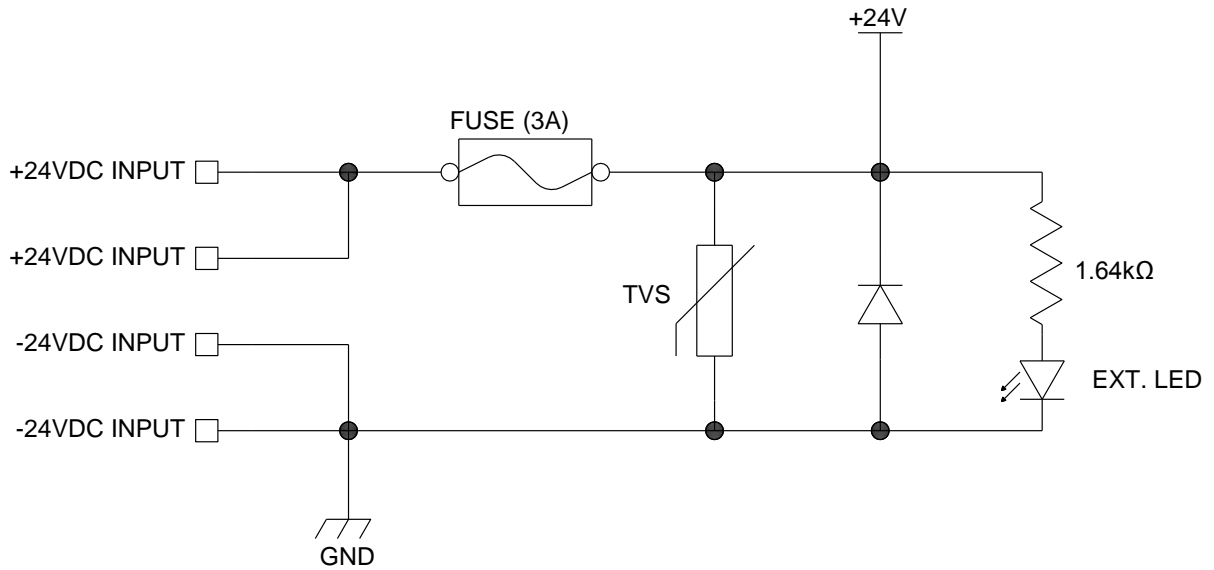 +24V
FUSE (3A)
+24VDC INPUT
+24VDC INPUT
1.64kΩ
TVS
-24VDC INPUT
EXT. LED
-24VDC INPUT
GND